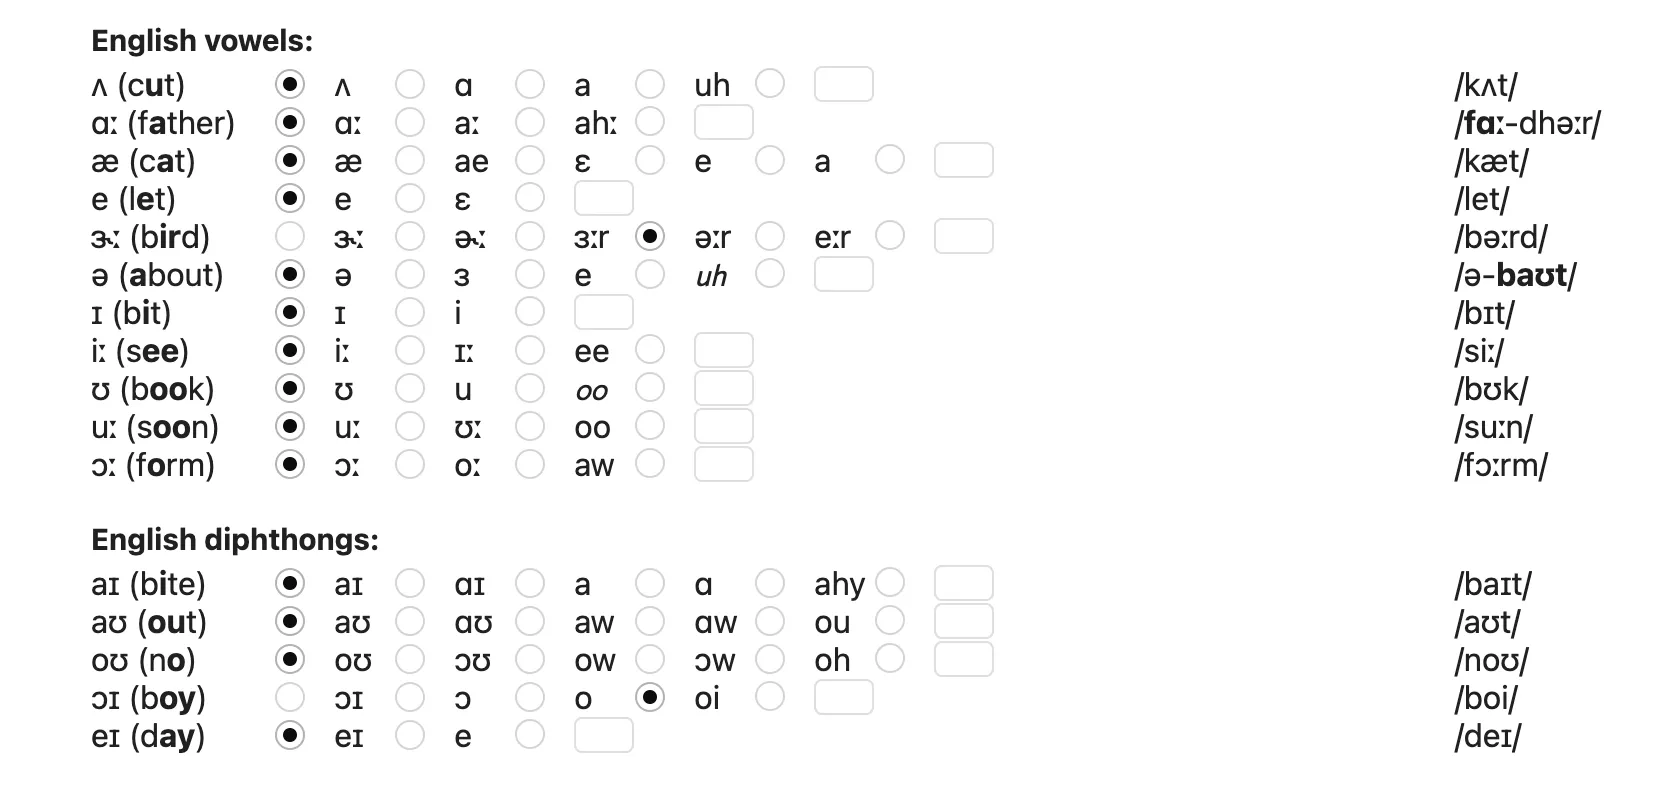 English vowels:
ʌ (cut) ʌ ɑ a uh /kʌt/
ɑː (father) ɑː aː ahː /fɑː-dhəːr/
æ (cat) æ ae ɛ e a /kæt/
e (let) e ɛ /let/
ɝː (bird) ɝː ɚː ɜːr əːr eːr /bəːrd/
ə (about) ə ɜ e uh /ə-baʊt/
ɪ (bit) ɪ i /bɪt/
iː (see) iː ɪː ee /siː/
ʊ (book) ʊ u oo /bʊk/
uː (soon) uː ʊː oo /suːn/
ɔː (form) ɔː oː aw /fɔːrm/
English diphthongs:
aɪ (bite) aɪ ɑɪ a ɑ ahy /baɪt/
aʊ (out) aʊ ɑʊ aw ɑw ou /aʊt/
oʊ (no) oʊ ɔʊ ow ɔw oh /noʊ/
ɔɪ (boy) ɔɪ ɔ o oi /boi/
eɪ (day) eɪ e /deɪ/